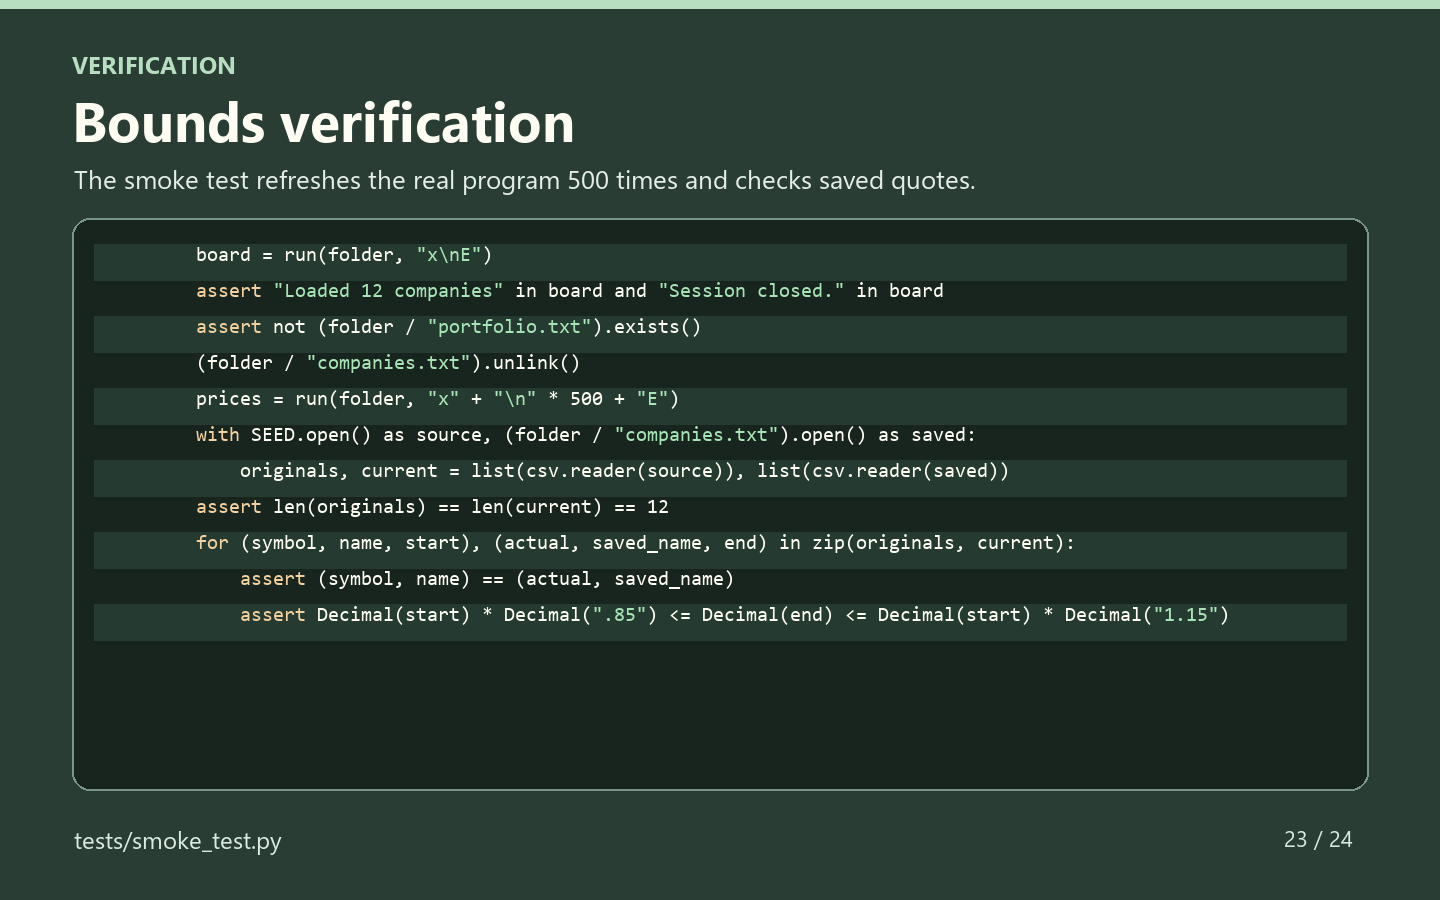 VERIFICATION
Bounds verification
The smoke test refreshes the real program 500 times and checks saved quotes.
board = run(folder, "x\nE")
assert "Loaded 12 companies" in board and "Session closed." in board
assert not (folder / "portfolio.txt").exists()
(folder / "companies.txt").unlink()
prices = run(folder, "x" + "\n" * 500 + "E")
with SEED.open() as source, (folder / "companies.txt").open() as saved:
    originals, current = list(csv.reader(source)), list(csv.reader(saved))
assert len(originals) == len(current) == 12
for (symbol, name, start), (actual, saved_name, end) in zip(originals, current):
    assert (symbol, name) == (actual, saved_name)
    assert Decimal(start) * Decimal(".85") <= Decimal(end) <= Decimal(start) * Decimal("1.15")
tests/smoke_test.py
23 / 24